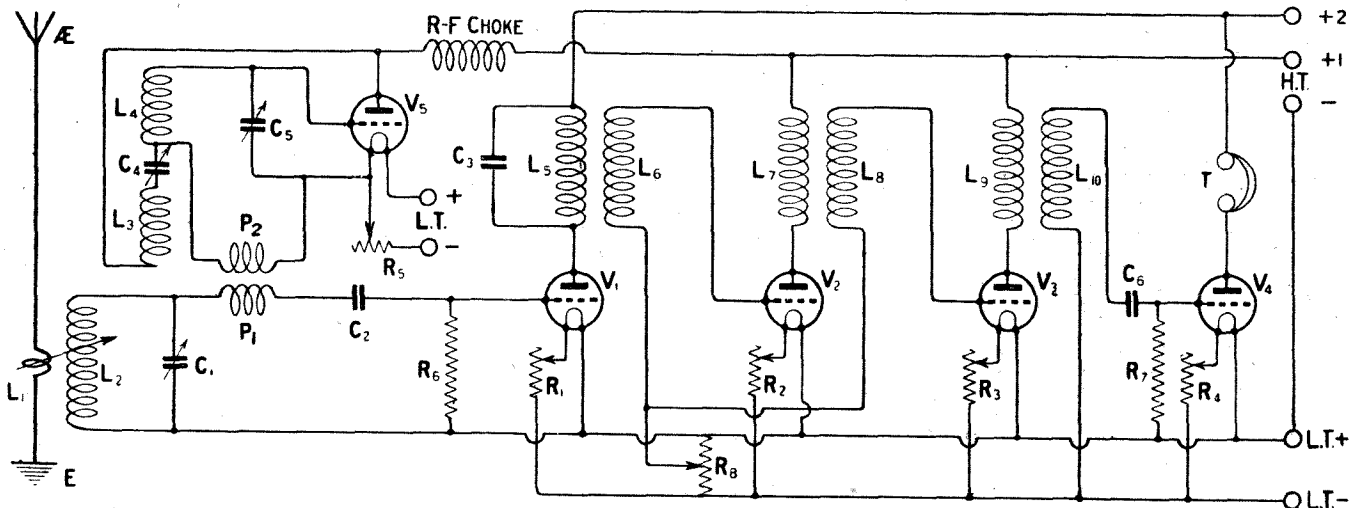 Æ
R-F CHOKE
+2
+1
H.T.
−
L₄
C₅
V₅
C₄
L₃
+
L.T.
−
R₅
P₂
P₁
C₃
L₅
L₆
L₇
L₈
L₉
L₁₀
T
V₁
V₂
V₃
V₄
C₆
C₂
L₁
L₂
C₁
R₆
R₁
R₂
R₃
R₇
R₄
R₈
E
L.T.+
L.T.−